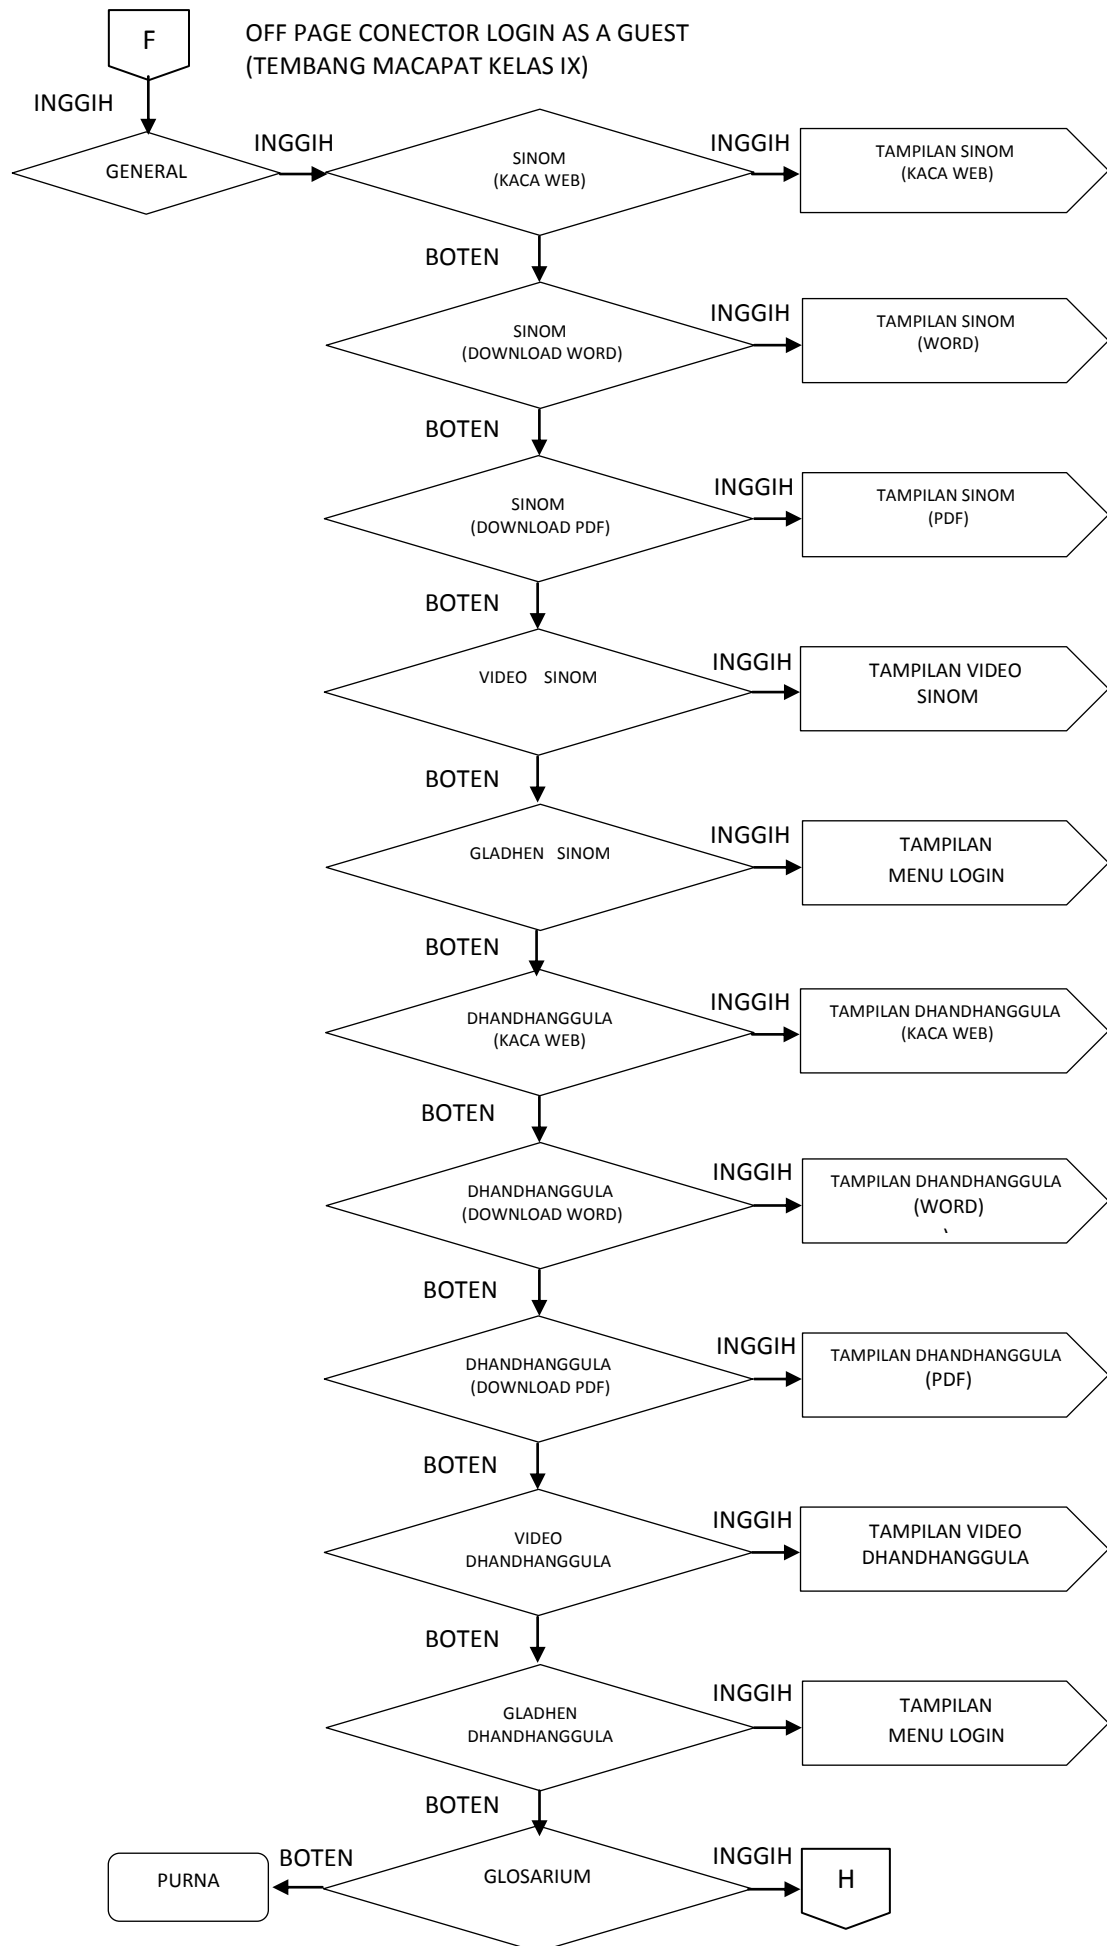 F
OFF PAGE CONECTOR LOGIN AS A GUEST
(TEMBANG MACAPAT KELAS IX)
INGGIH
GENERAL
INGGIH
SINOM
(KACA WEB)
INGGIH
TAMPILAN SINOM
(KACA WEB)
BOTEN
SINOM
(DOWNLOAD WORD)
INGGIH
TAMPILAN SINOM
(WORD)
BOTEN
SINOM
(DOWNLOAD PDF)
INGGIH
TAMPILAN SINOM
(PDF)
BOTEN
VIDEO SINOM
INGGIH
TAMPILAN VIDEO
SINOM
BOTEN
GLADHEN SINOM
INGGIH
TAMPILAN
MENU LOGIN
BOTEN
DHANDHANGGULA
(KACA WEB)
INGGIH
TAMPILAN DHANDHANGGULA
(KACA WEB)
BOTEN
DHANDHANGGULA
(DOWNLOAD WORD)
INGGIH
TAMPILAN DHANDHANGGULA
(WORD)
\
BOTEN
DHANDHANGGULA
(DOWNLOAD PDF)
INGGIH
TAMPILAN DHANDHANGGULA
(PDF)
BOTEN
VIDEO
DHANDHANGGULA
INGGIH
TAMPILAN VIDEO
DHANDHANGGULA
BOTEN
GLADHEN
DHANDHANGGULA
INGGIH
TAMPILAN
MENU LOGIN
BOTEN
GLOSARIUM
BOTEN
PURNA
INGGIH
H